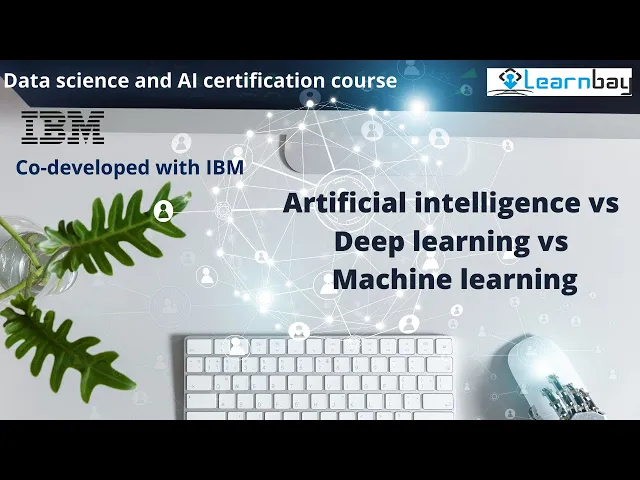 Data science and AI certification course
Learnbay
IBM
Co-developed with IBM
Artificial intelligence vs
Deep learning vs
Machine learning